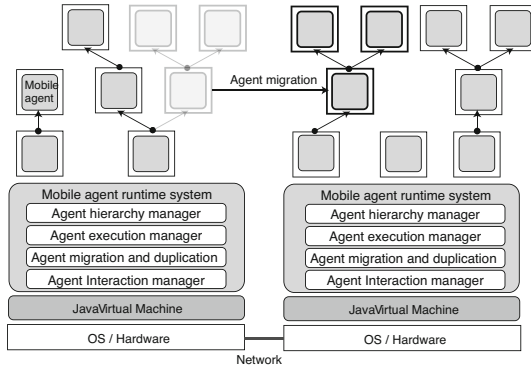 Mobile
agent
Agent migration
Mobile agent runtime system
Agent hierarchy manager
Agent execution manager
Agent migration and duplication
Agent Interaction manager
JavaVirtual Machine
OS / Hardware
Mobile agent runtime system
Agent hierarchy manager
Agent execution manager
Agent migration and duplication
Agent Interaction manager
JavaVirtual Machine
OS / Hardware
Network